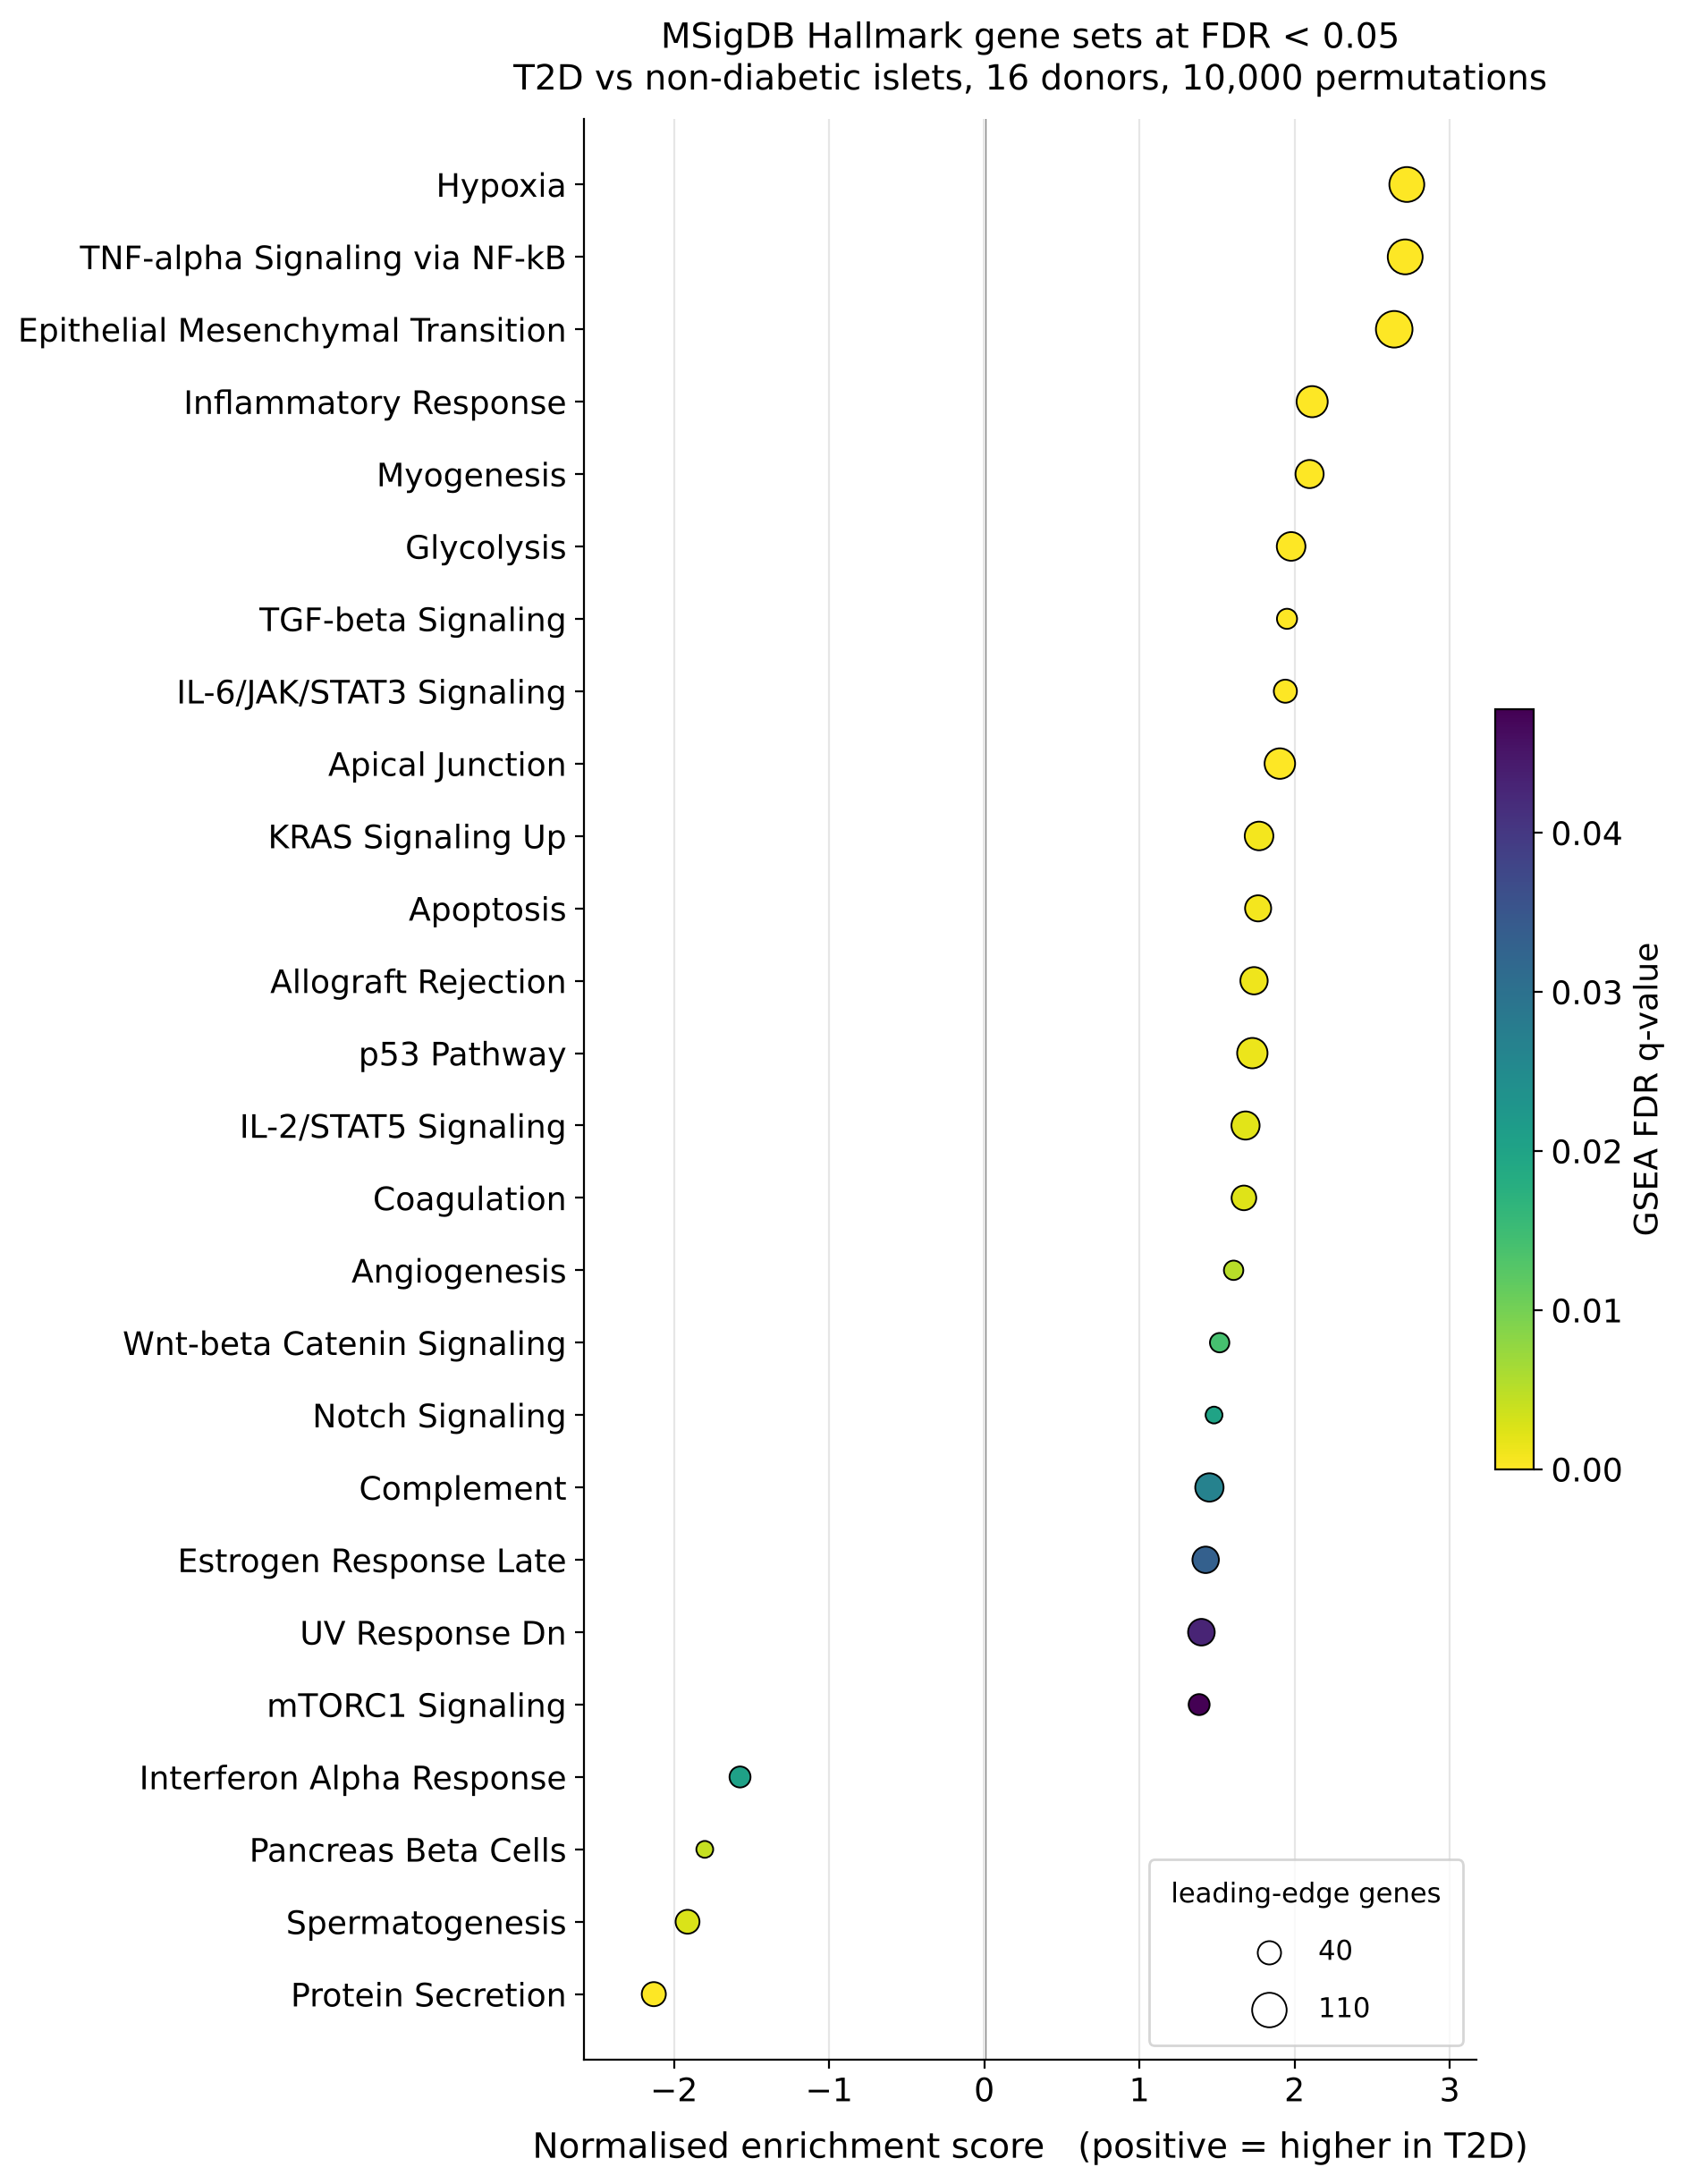 MSigDB Hallmark gene sets at FDR < 0.05
T2D vs non-diabetic islets, 16 donors, 10,000 permutations
Hypoxia
TNF-alpha Signaling via NF-kB
Epithelial Mesenchymal Transition
Inflammatory Response
Myogenesis
Glycolysis
TGF-beta Signaling
IL-6/JAK/STAT3 Signaling
Apical Junction
KRAS Signaling Up
Apoptosis
Allograft Rejection
p53 Pathway
IL-2/STAT5 Signaling
Coagulation
Angiogenesis
Wnt-beta Catenin Signaling
Notch Signaling
Complement
Estrogen Response Late
UV Response Dn
mTORC1 Signaling
Interferon Alpha Response
Pancreas Beta Cells
Spermatogenesis
Protein Secretion
leading-edge genes
40
110
−2 −1 0 1 2 3
Normalised enrichment score (positive = higher in T2D)
0.04
0.03
0.02
0.01
0.00
GSEA FDR q-value